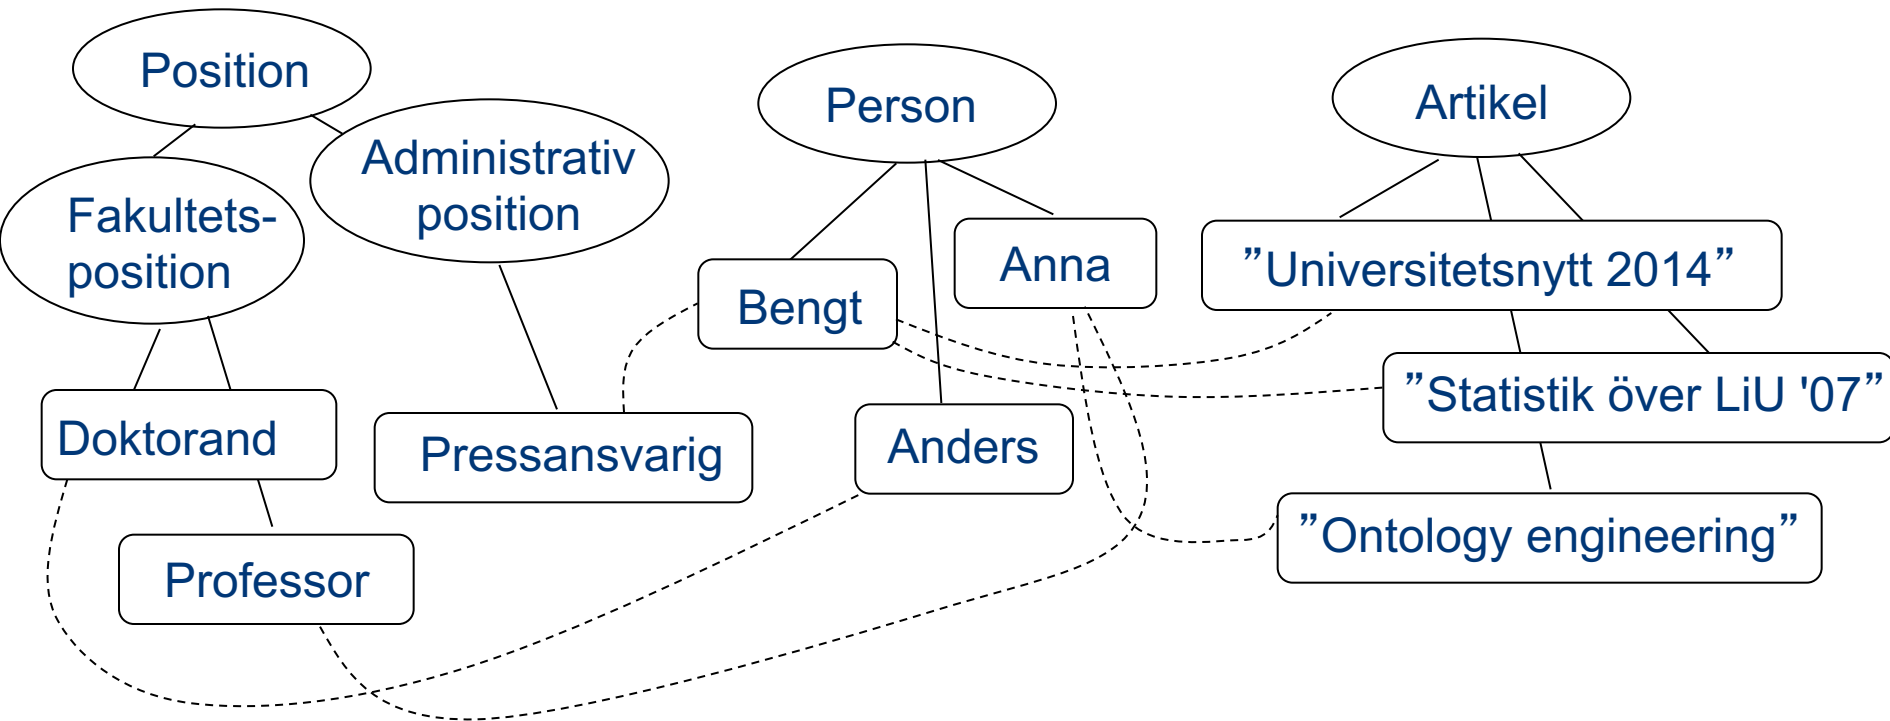 Position
Administrativ
position
Fakultets-
position
Doktorand
Pressansvarig
Professor
Person
Anna
Bengt
Anders
Artikel
”Universitetsnytt 2014”
”Statistik över LiU '07”
”Ontology engineering”